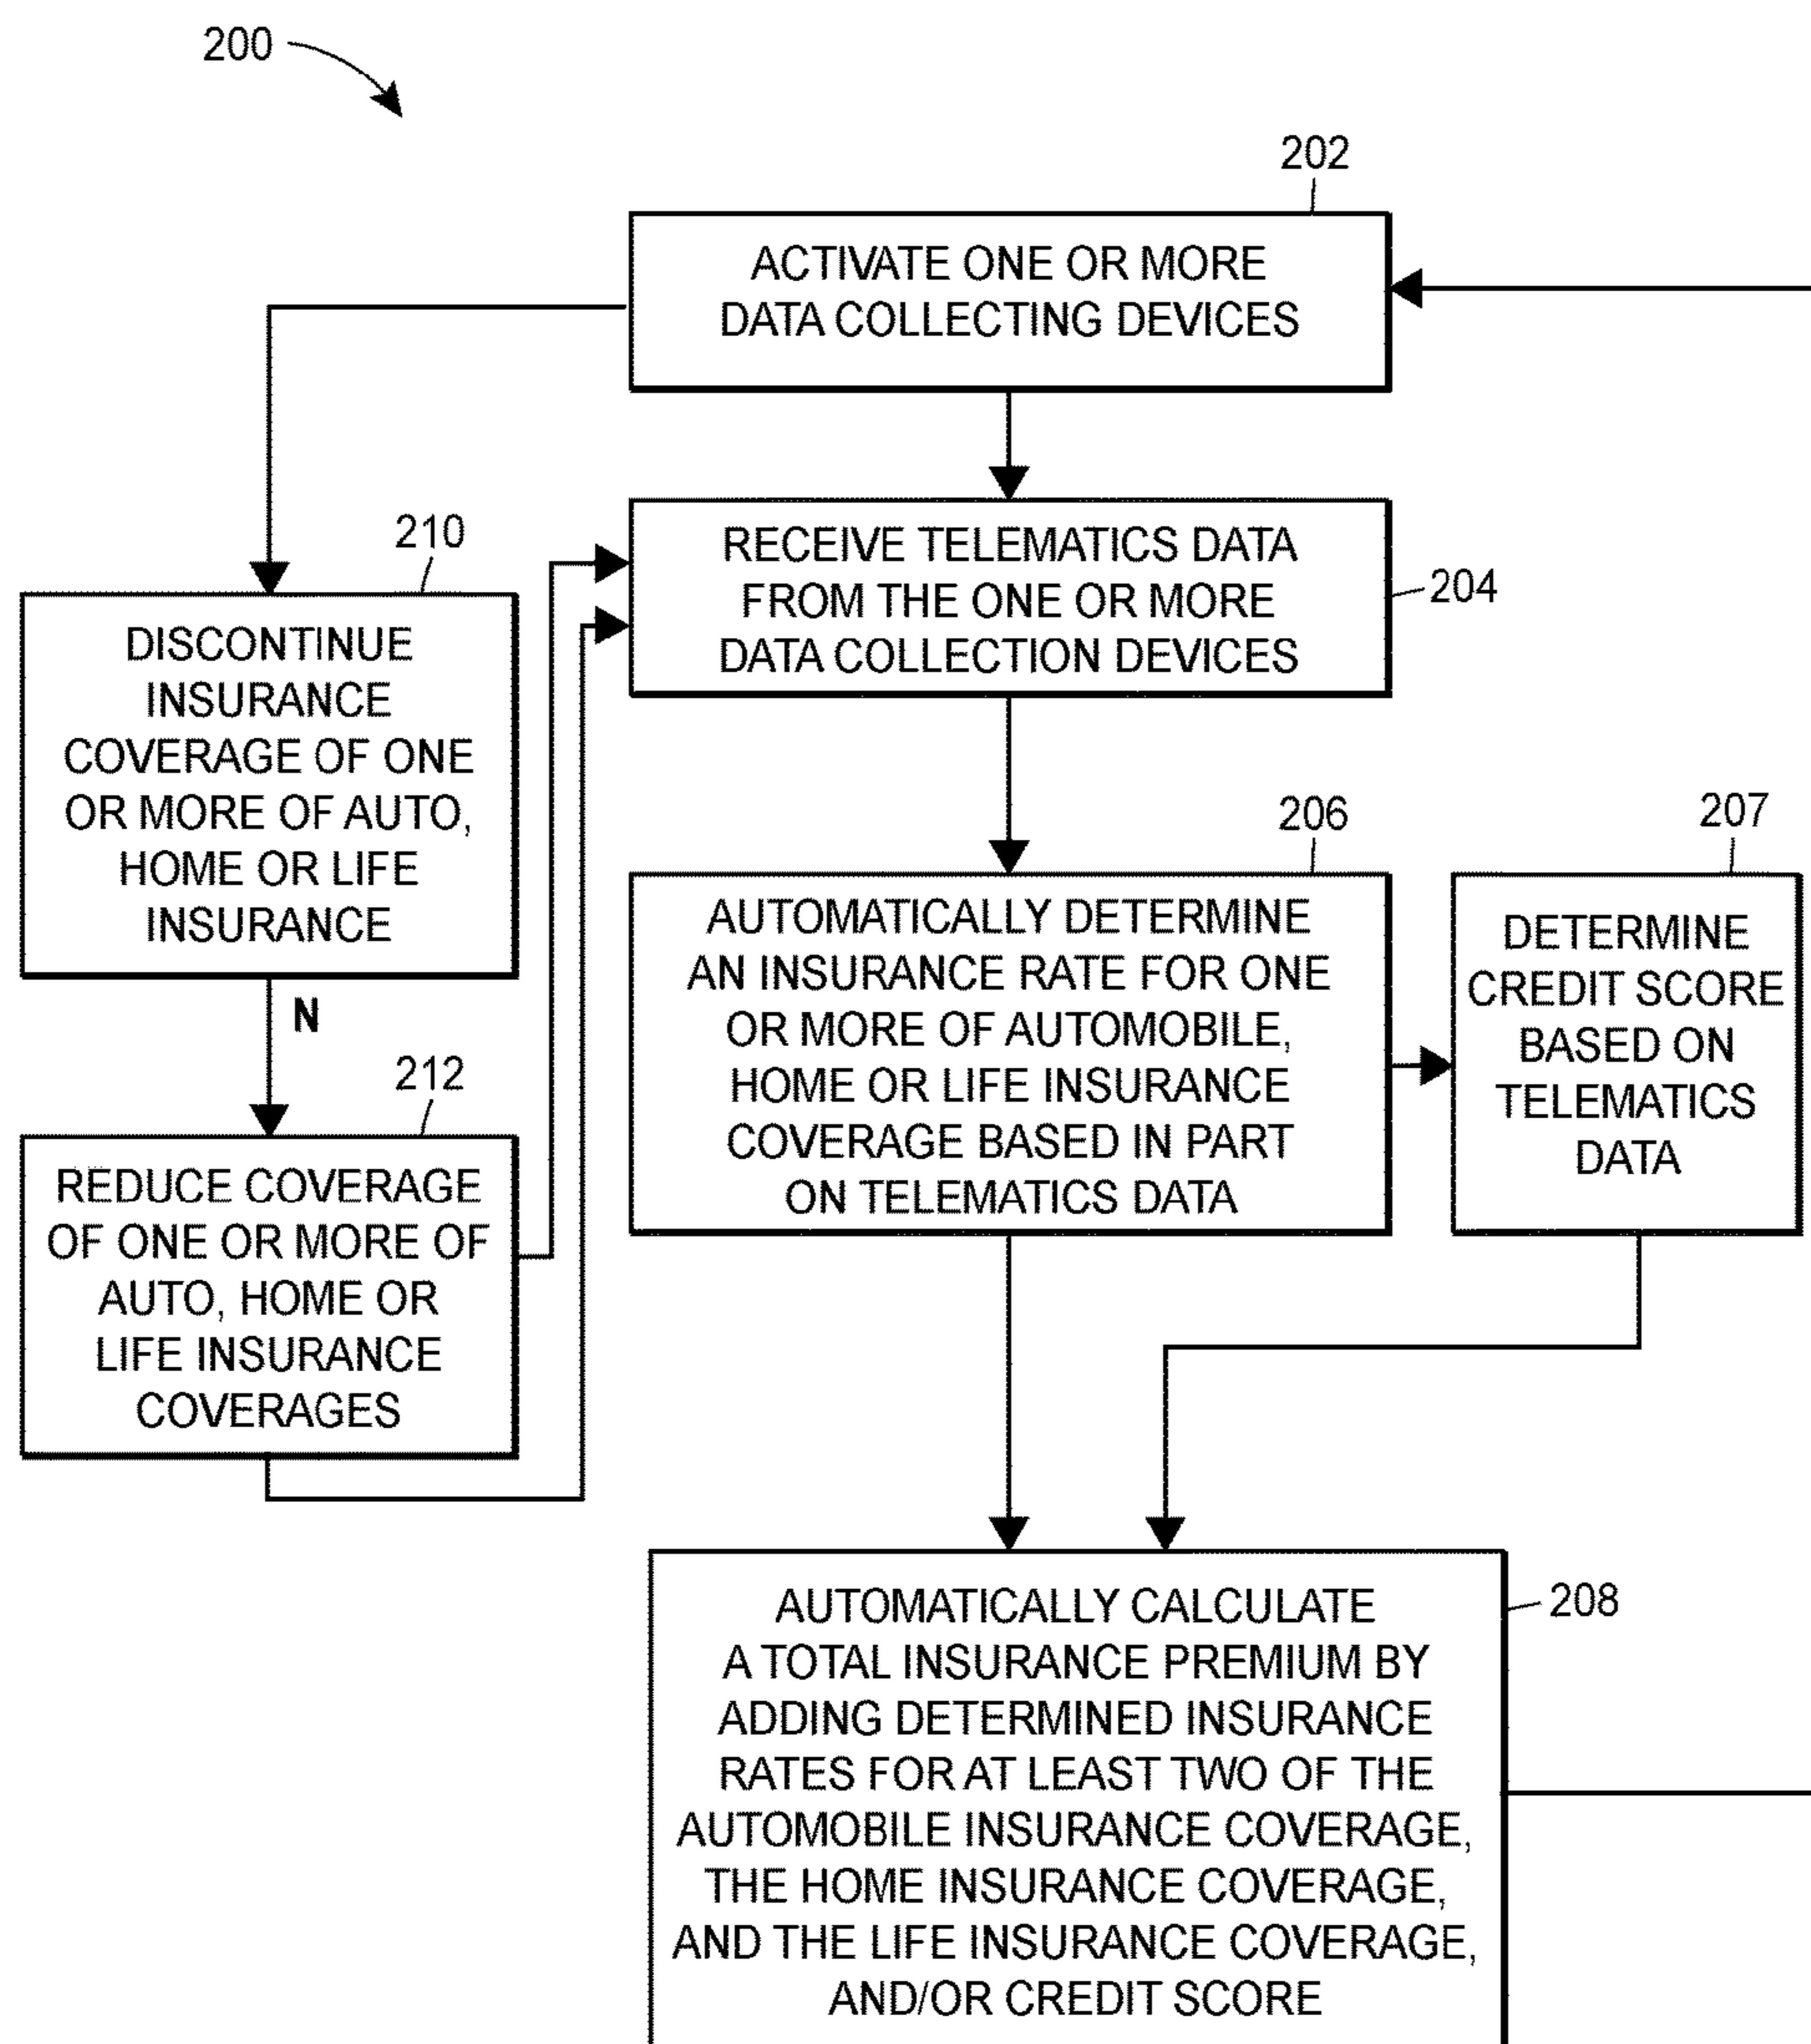 200
202
ACTIVATE ONE OR MORE
DATA COLLECTING DEVICES
210
DISCONTINUE
INSURANCE
COVERAGE OF ONE
OR MORE OF AUTO,
HOME OR LIFE
INSURANCE
N
212
REDUCE COVERAGE
OF ONE OR MORE OF
AUTO, HOME OR
LIFE INSURANCE
COVERAGES
RECEIVE TELEMATICS DATA
FROM THE ONE OR MORE
DATA COLLECTION DEVICES
204
206
AUTOMATICALLY DETERMINE
AN INSURANCE RATE FOR ONE
OR MORE OF AUTOMOBILE,
HOME OR LIFE INSURANCE
COVERAGE BASED IN PART
ON TELEMATICS DATA
207
DETERMINE
CREDIT SCORE
BASED ON
TELEMATICS
DATA
AUTOMATICALLY CALCULATE
A TOTAL INSURANCE PREMIUM BY
ADDING DETERMINED INSURANCE
RATES FOR AT LEAST TWO OF THE
AUTOMOBILE INSURANCE COVERAGE,
THE HOME INSURANCE COVERAGE,
AND THE LIFE INSURANCE COVERAGE,
AND/OR CREDIT SCORE
208